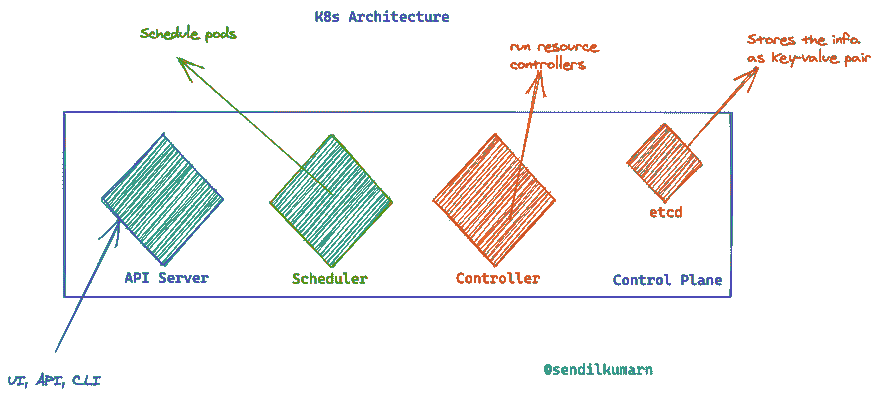 K8s Architecture
Schedule pods
run resource
controllers
Stores the info.
as key-value pair
etcd
API Server
Scheduler
Controller
Control Plane
UI, API, CLI
@sendilkumarn